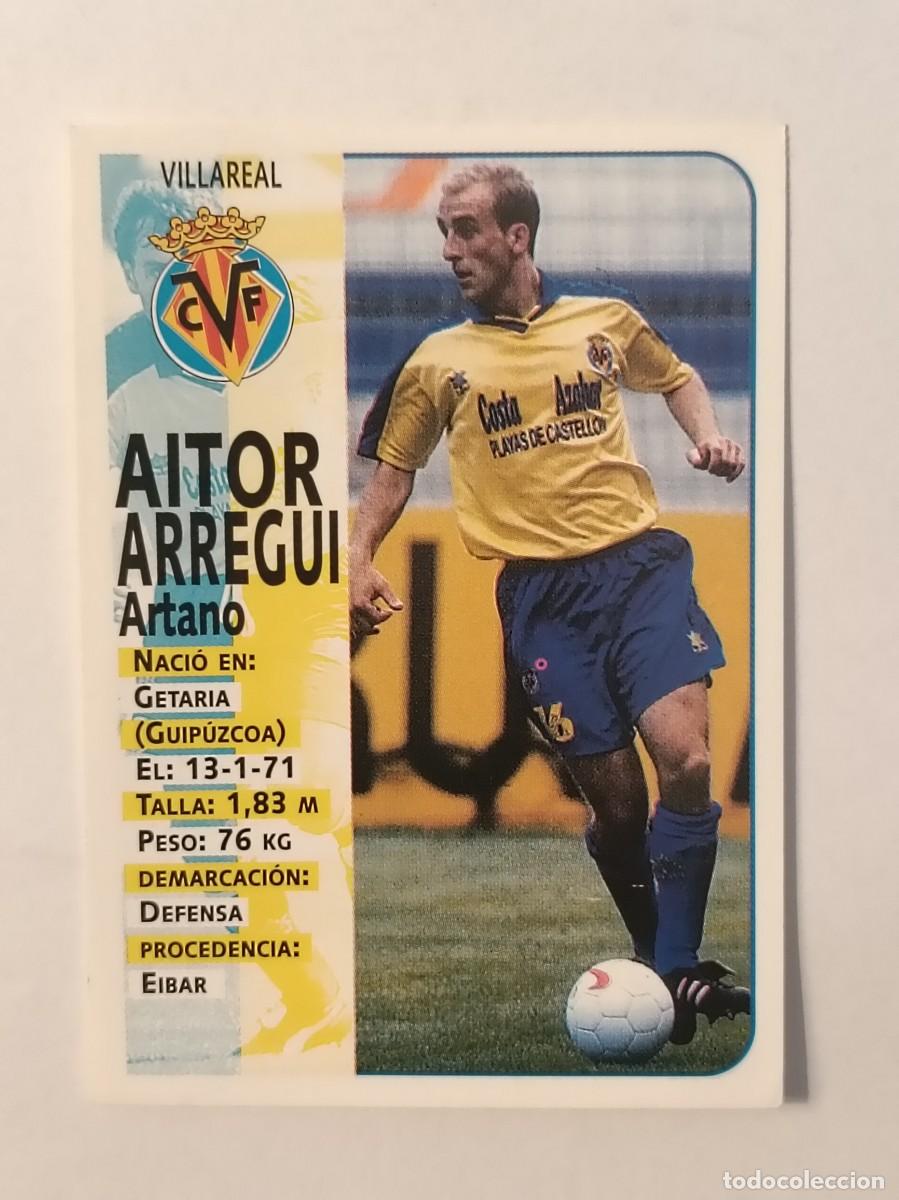 VILLAREAL
CVF
AITOR
ARREGUI
Artano
NACIÓ EN:
GETARIA
(GUIPÚZCOA)
EL: 13-1-71
TALLA: 1,83 M
PESO: 76 KG
DEMARCACIÓN:
DEFENSA
PROCEDENCIA:
EIBAR
Costa Azahar
PLAYAS DE CASTELLON
todocoleccion